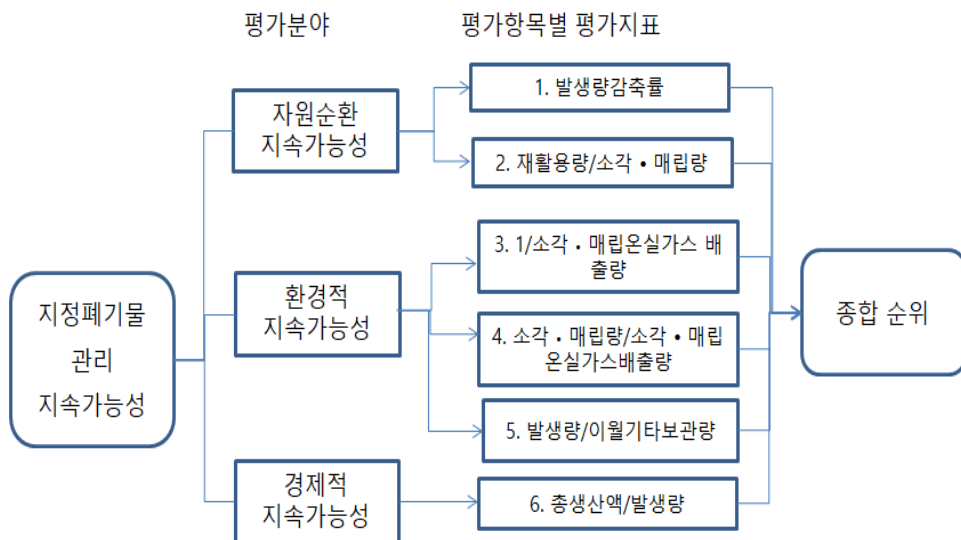 평가분야
평가항목별 평가지표
지정폐기물
관리
지속가능성
자원순환
지속가능성
1. 발생량감축률
2. 재활용량/소각 • 매립량
환경적
지속가능성
3. 1/소각 • 매립온실가스 배
출량
4. 소각 • 매립량/소각 • 매립
온실가스배출량
5. 발생량/이월기타보관량
경제적
지속가능성
6. 총생산액/발생량
종합 순위